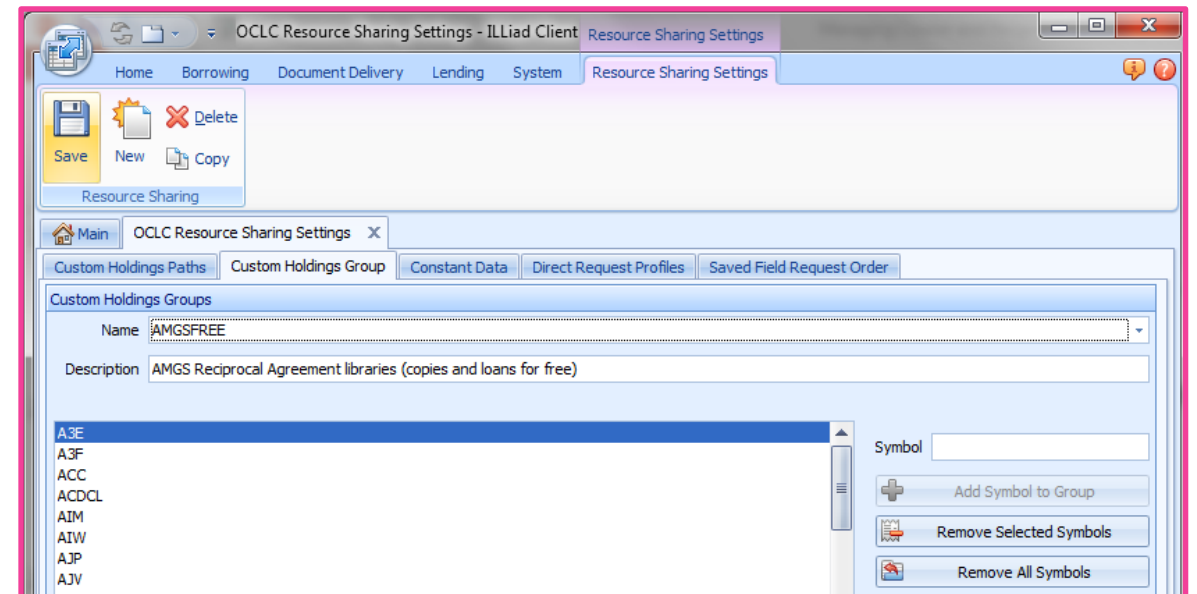 OCLC Resource Sharing Settings - ILLiad Client Resource Sharing Settings
Home Borrowing Document Delivery Lending System Resource Sharing Settings
Save New Delete
Copy
Resource Sharing
Main OCLC Resource Sharing Settings X
Custom Holdings Paths Custom Holdings Group Constant Data Direct Request Profiles Saved Field Request Order
Custom Holdings Groups
Name AMGSFREE
Description AMGS Reciprocal Agreement libraries (copies and loans for free)
A3E
A3F
ACC
ACDCL
AIM
AIW
AJP
AJV
Symbol
Add Symbol to Group
Remove Selected Symbols
Remove All Symbols